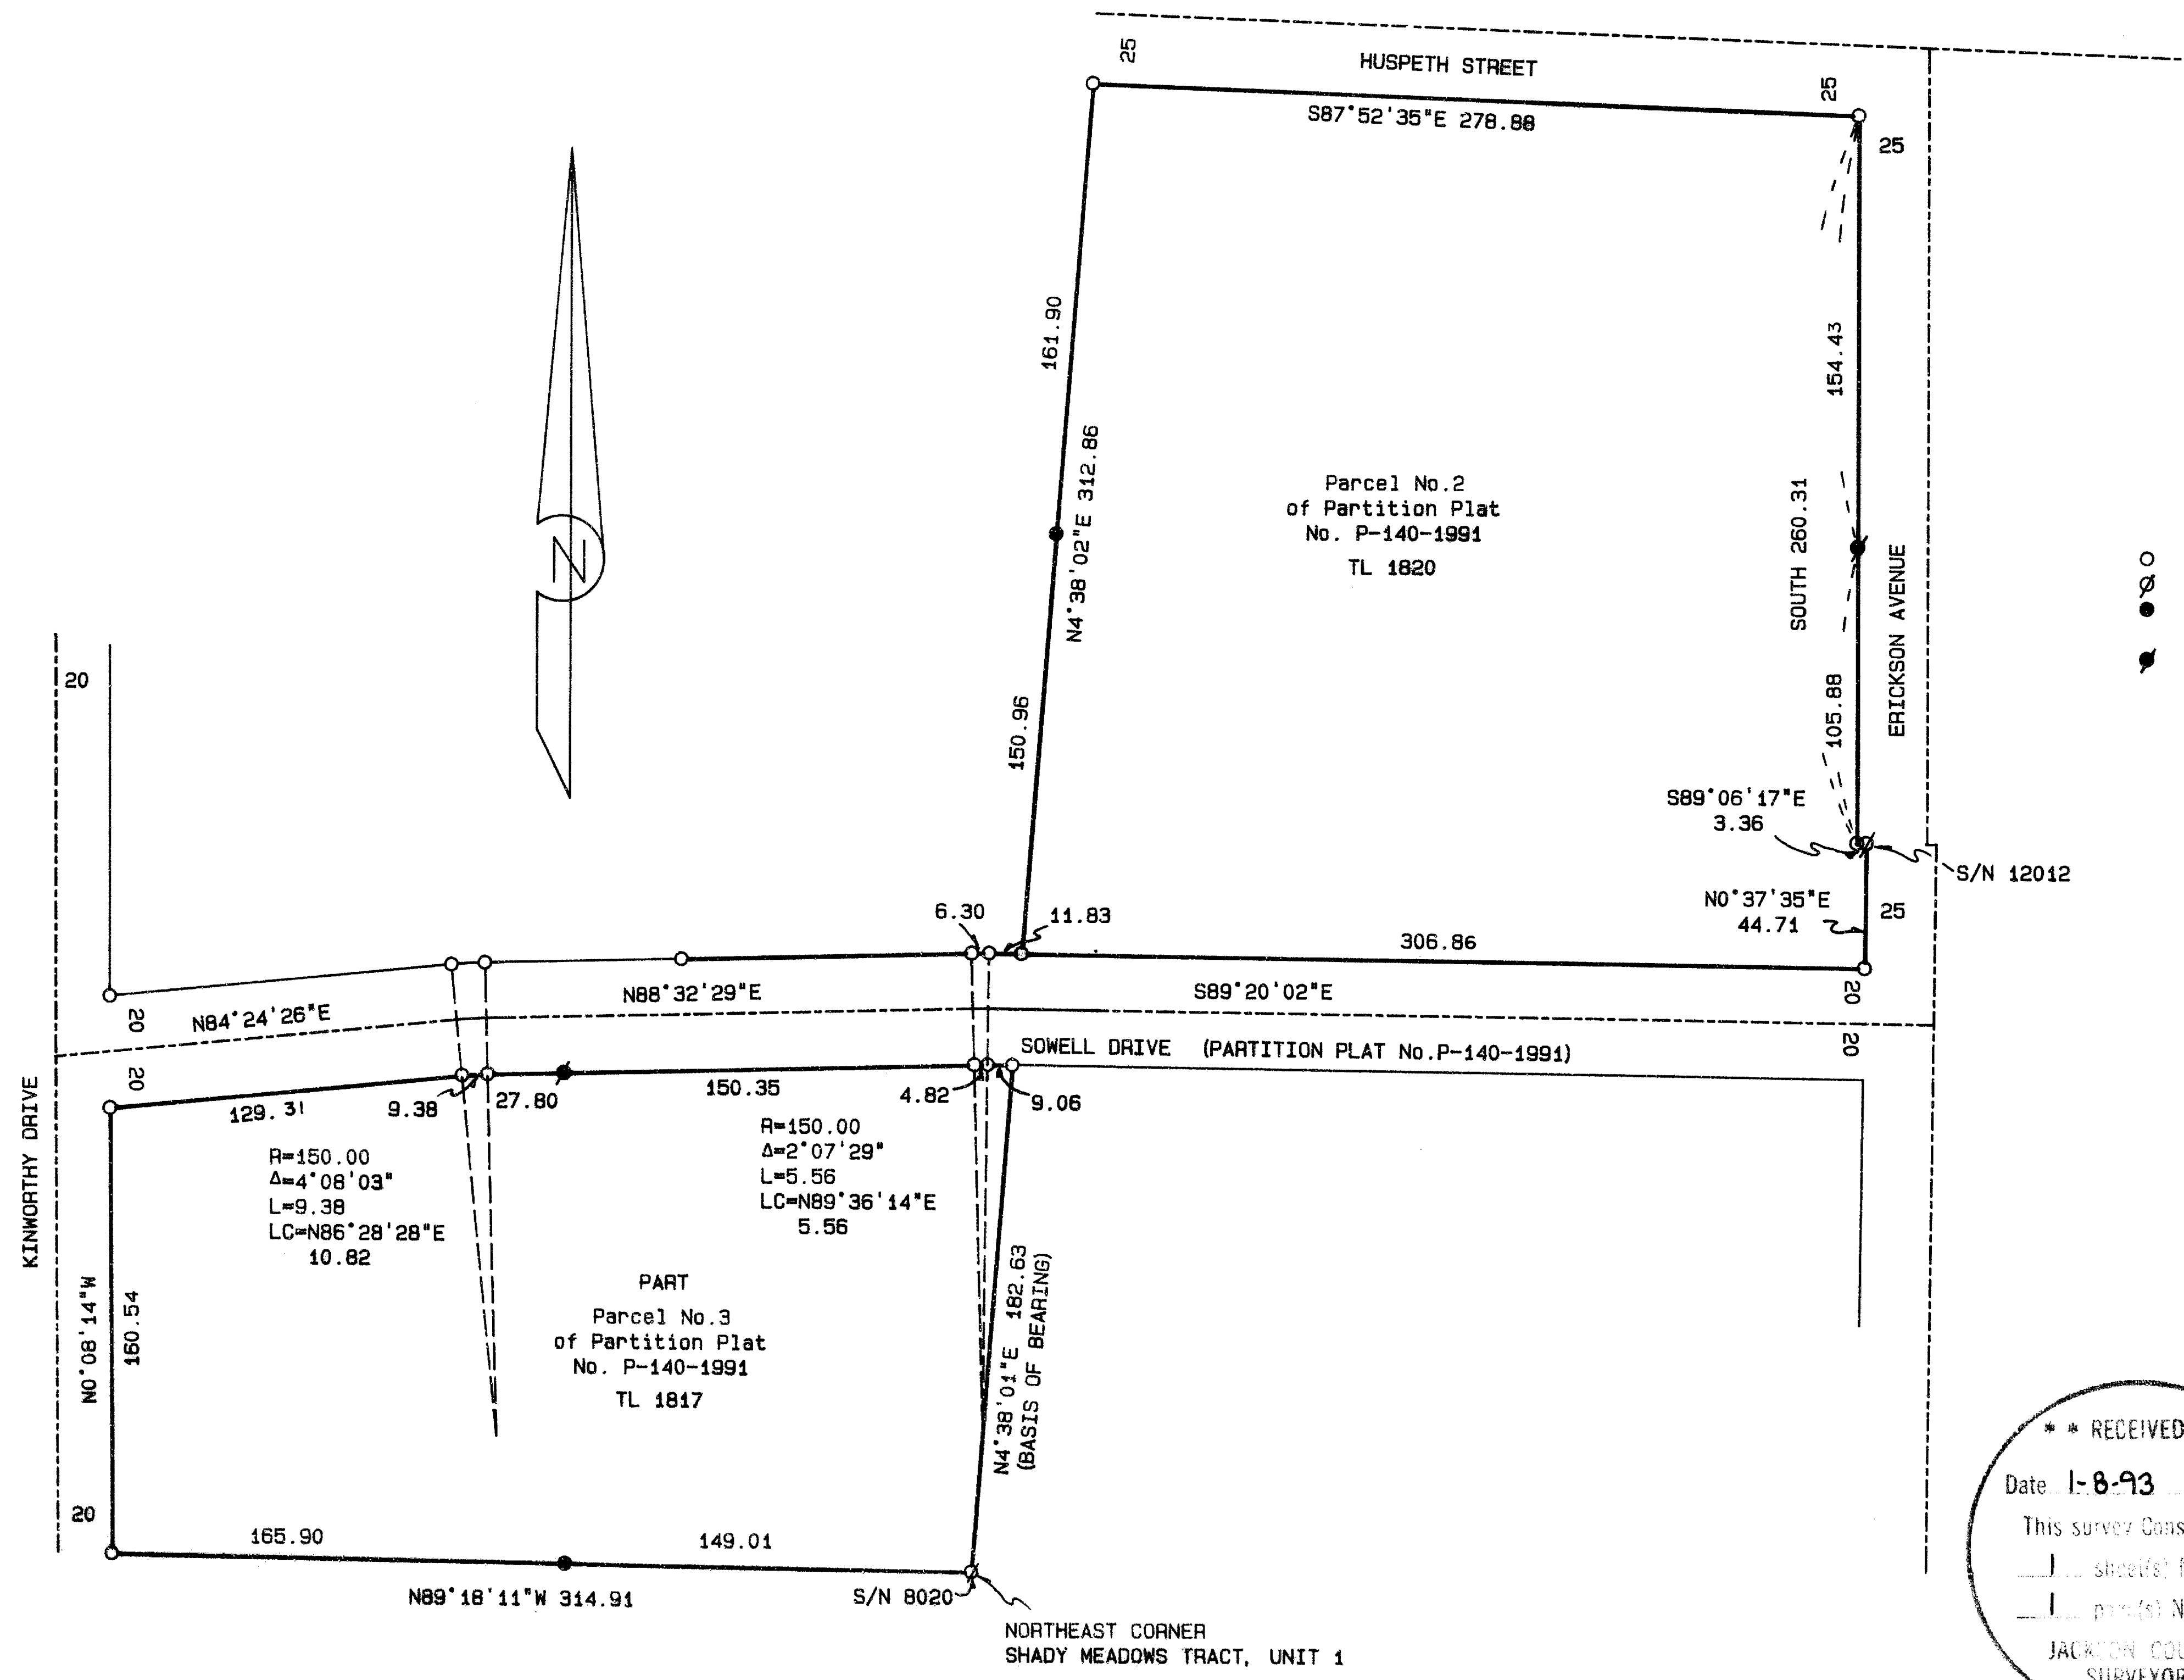 25
HUSPETH STREET
25
S87°52'35"E 278.88
25
161.90
N4°38'02"E 312.86
150.96
154.43
SOUTH 260.31
105.88
ERICKSON AVENUE
Parcel No.2
of Partition Plat
No. P-140-1991
TL 1820
N
20
S89°06'17"E
3.36
S/N 12012
N0°37'35"E
44.71
25
6.30
11.83
306.86
N84°24'26"E
N88°32'29"E
S89°20'02"E
20
20
SOWELL DRIVE (PARTITION PLAT No.P-140-1991)
20
20
KINWORTHY DRIVE
129.31
9.38
27.80
150.35
4.82
9.06
R=150.00
Δ=4°08'03"
L=9.38
LC=N86°28'28"E
10.82
R=150.00
Δ=2°07'29"
L=5.56
LC=N89°36'14"E
5.56
PART
Parcel No.3
of Partition Plat
No. P-140-1991
TL 1817
N0°08'14"W
160.54
N4°38'01"E 182.63
(BASIS OF BEARING)
20
165.90
149.01
N89°18'11"W 314.91
S/N 8020
NORTHEAST CORNER
SHADY MEADOWS TRACT, UNIT 1
* * RECEIVED
Date 1-8-93
This survey Cons
1 sheet(s)
1 N
JACKSON COU
SURVEYOR